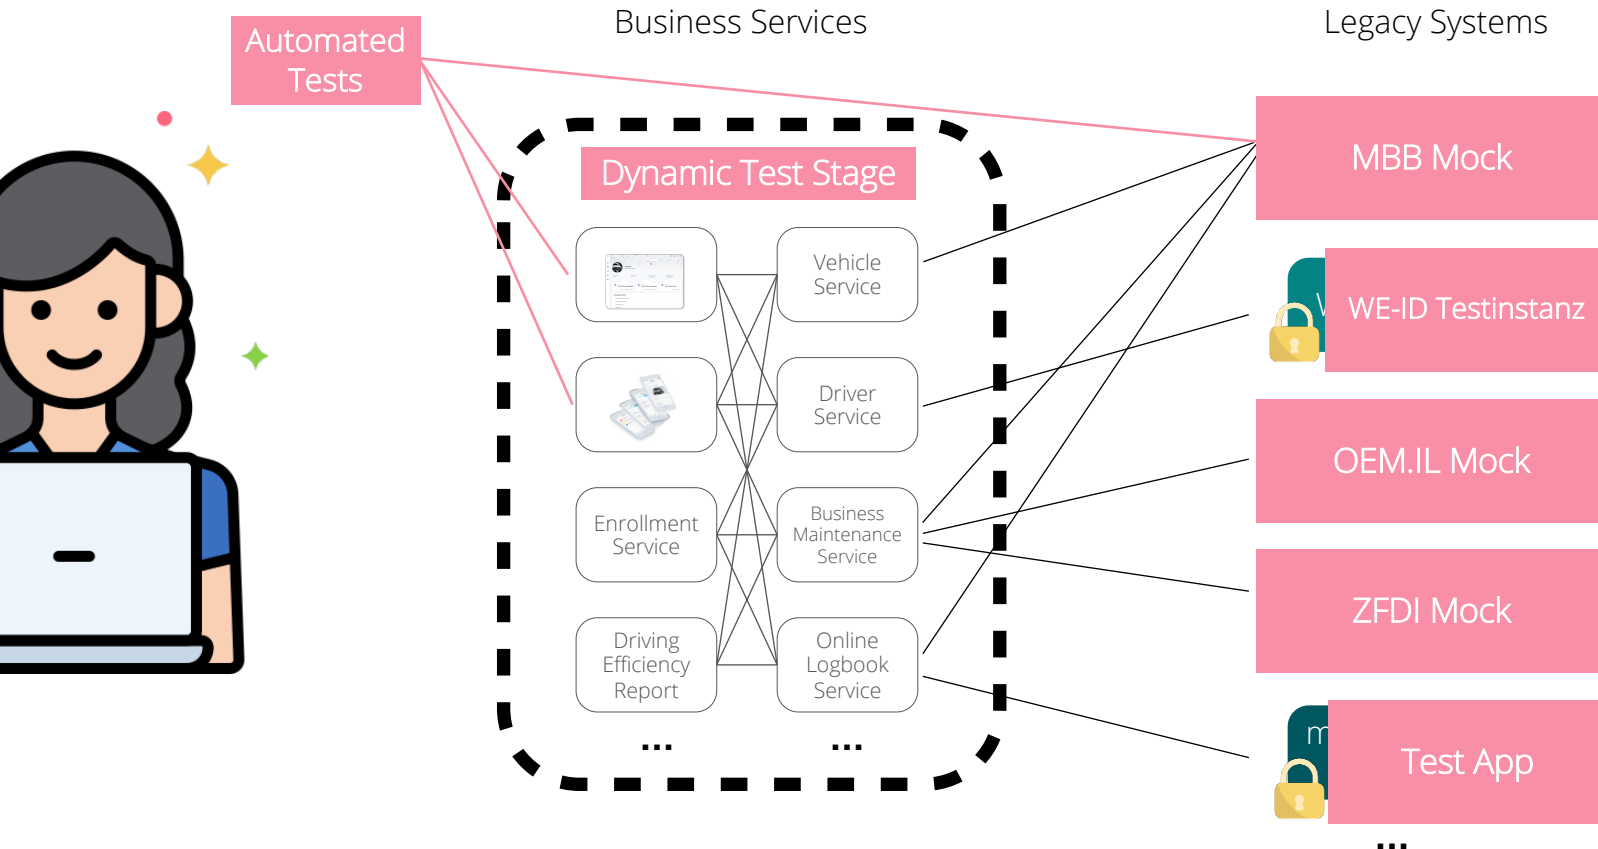 Business Services
Legacy Systems
Automated
Tests
Dynamic Test Stage
MBB Mock
Vehicle
Service
WE-ID Testinstanz
Driver
Service
OEM.IL Mock
Enrollment
Service
Business
Maintenance
Service
ZFDI Mock
Driving
Efficiency
Report
Online
Logbook
Service
...
...
m
Test App
...